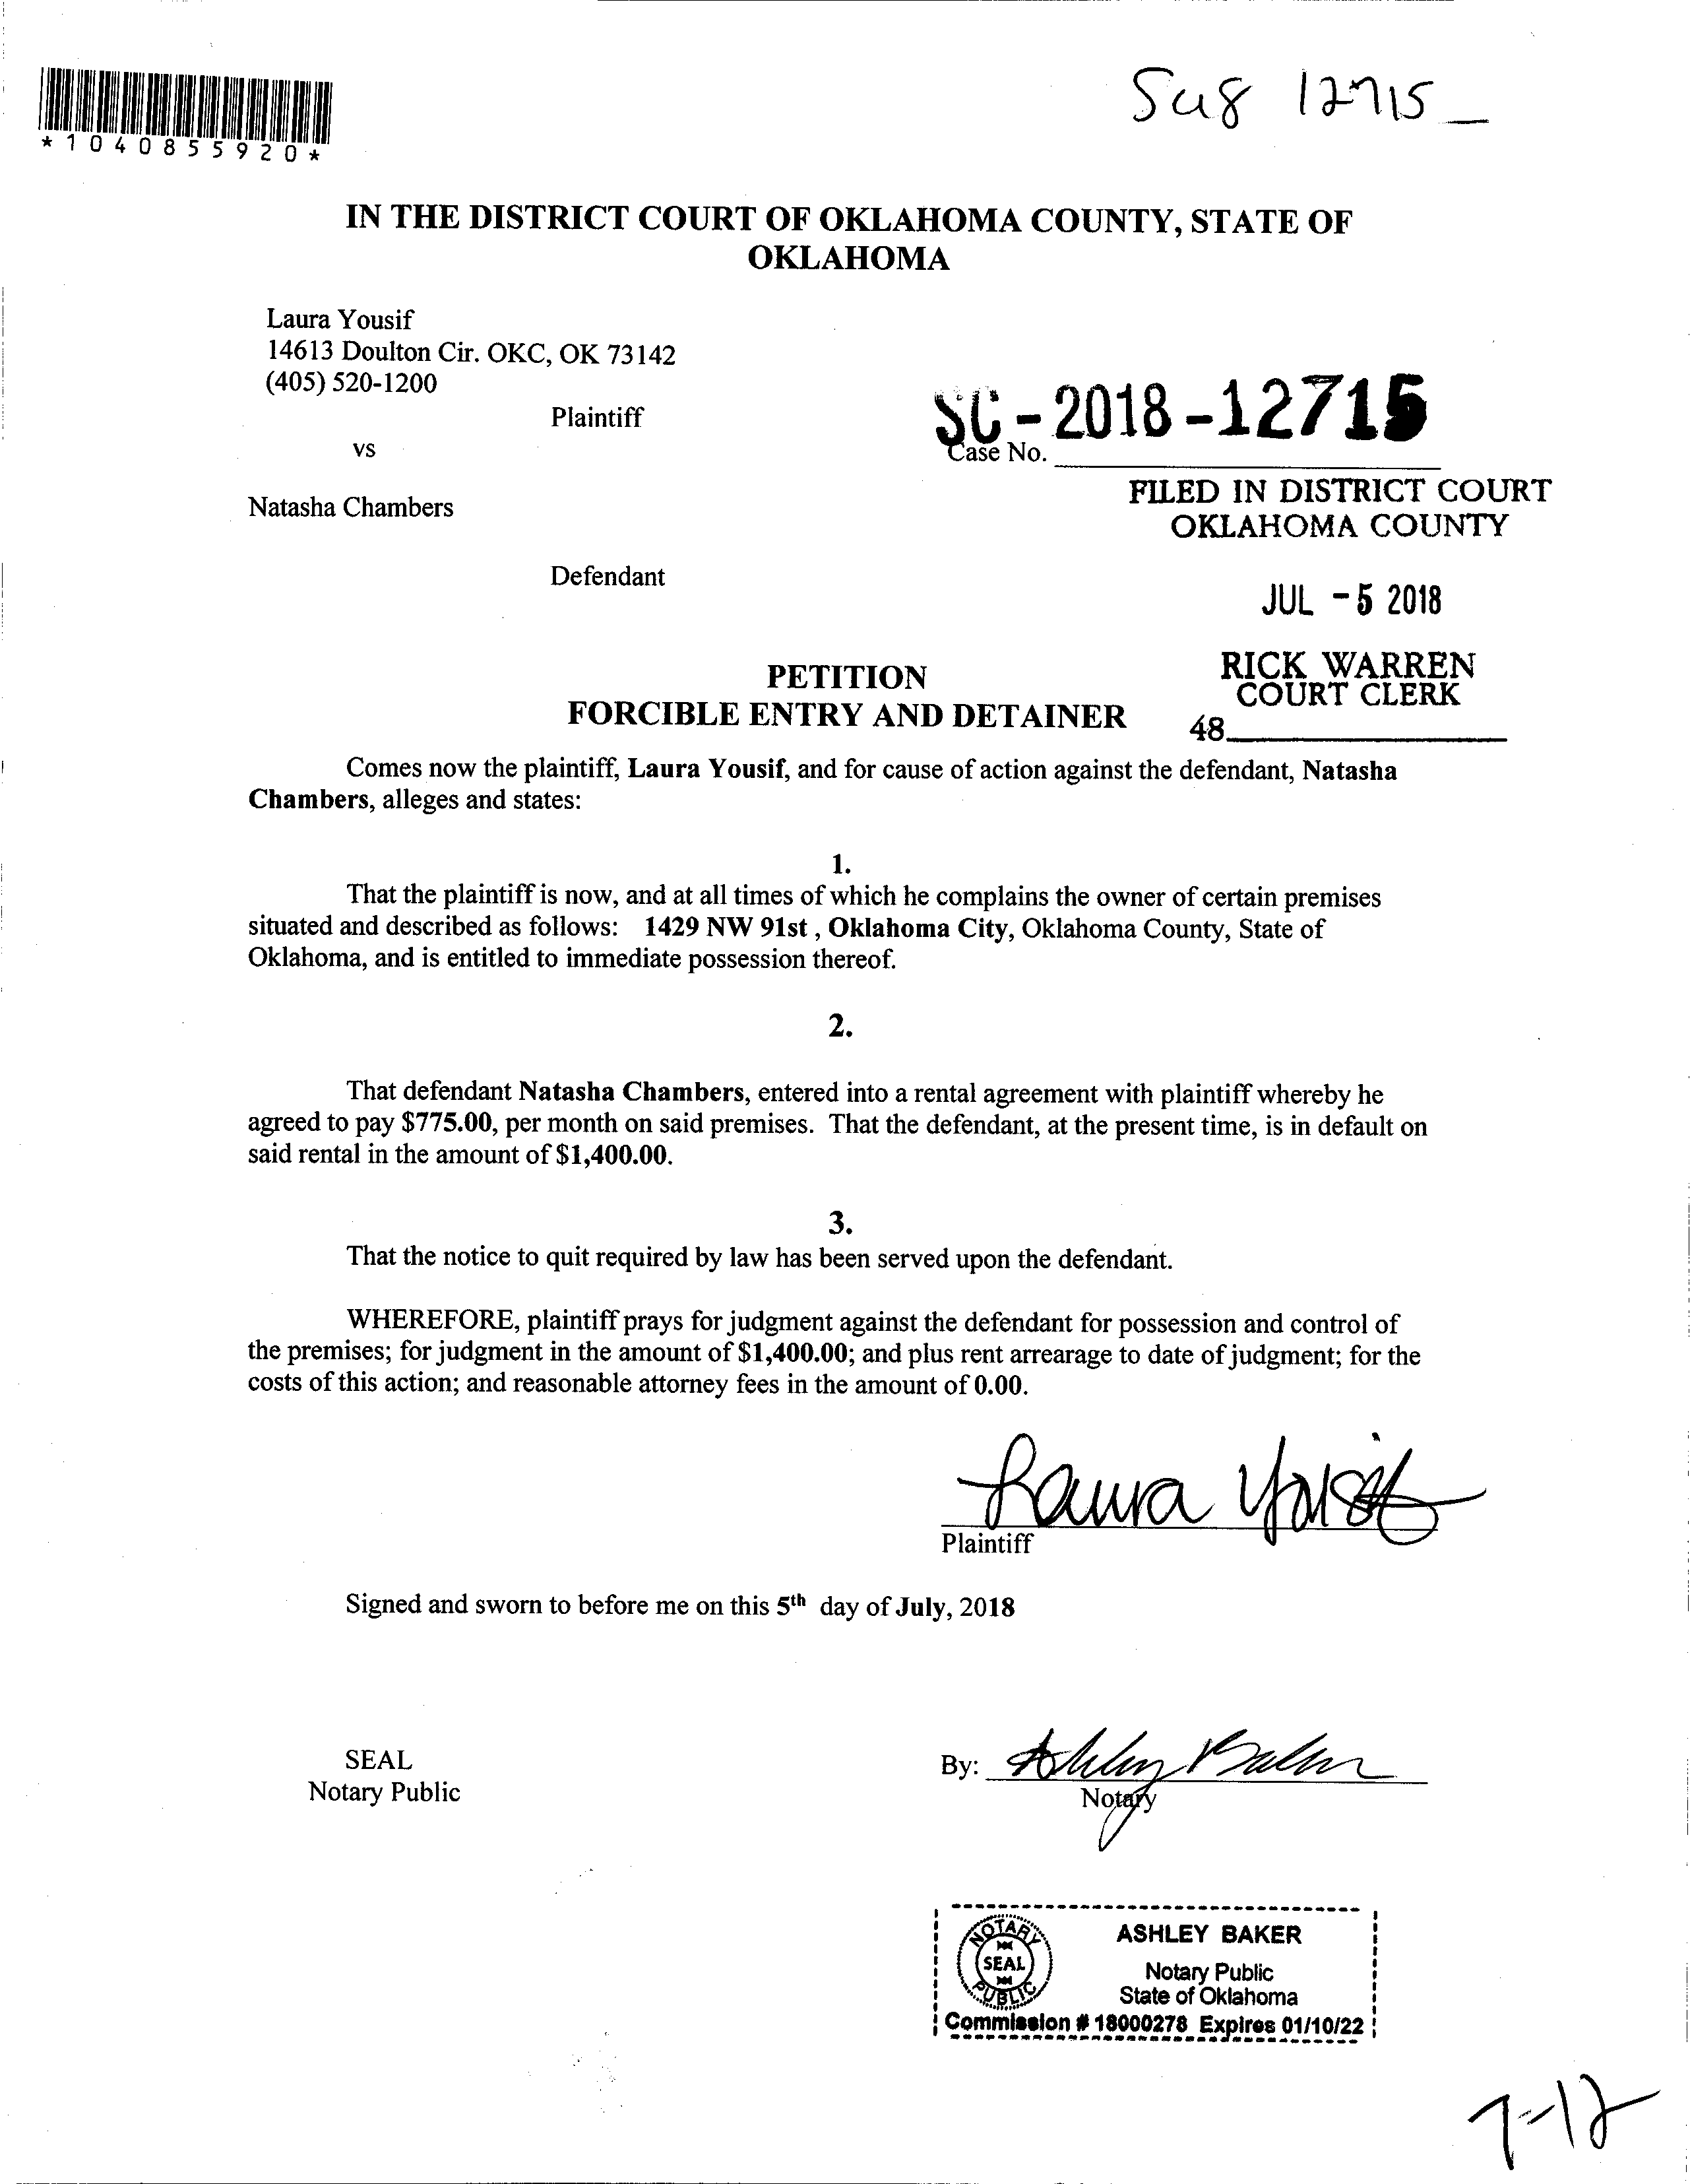 *1040855920*
12715
IN THE DISTRICT COURT OF OKLAHOMA COUNTY, STATE OF
OKLAHOMA
Laura Yousif
14613 Doulton Cir. OKC, OK 73142
(405) 520-1200
Plaintiff
vs
SC-2018-12715
Case No.
Natasha Chambers
FILED IN DISTRICT COURT
OKLAHOMA COUNTY
Defendant
JUL -5 2018
RICK WARREN
COURT CLERK
48
PETITION
FORCIBLE ENTRY AND DETAINER
Comes now the plaintiff, Laura Yousif, and for cause of action against the defendant, Natasha
Chambers, alleges and states:
1.
That the plaintiff is now, and at all times of which he complains the owner of certain premises
situated and described as follows: 1429 NW 91st , Oklahoma City, Oklahoma County, State of
Oklahoma, and is entitled to immediate possession thereof.
2.
That defendant Natasha Chambers, entered into a rental agreement with plaintiff whereby he
agreed to pay $775.00, per month on said premises. That the defendant, at the present time, is in default on
said rental in the amount of $1,400.00.
3.
That the notice to quit required by law has been served upon the defendant.
WHEREFORE, plaintiff prays for judgment against the defendant for possession and control of
the premises; for judgment in the amount of $1,400.00; and plus rent arrearage to date of judgment; for the
costs of this action; and reasonable attorney fees in the amount of 0.00.
Laura Yousif
Plaintiff
Signed and sworn to before me on this 5th day of July, 2018
SEAL
Notary Public
By: Ashley Baker
Notary
NOTARY
SEAL
PUBLIC
ASHLEY BAKER
Notary Public
State of Oklahoma
Commission # 18000278 Expires 01/10/22
7-12